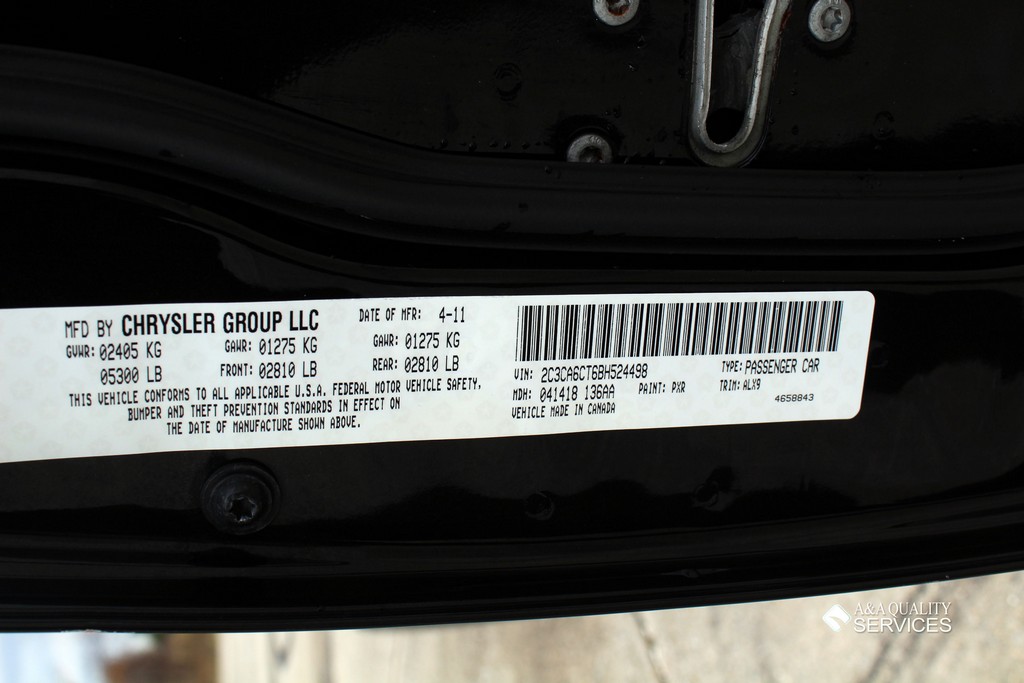 MFD BY CHRYSLER GROUP LLC DATE OF MFR: 4-11
GVWR: 02405 KG GAWR: 01275 KG GAWR: 01275 KG
05300 LB FRONT: 02810 LB REAR: 02810 LB
THIS VEHICLE CONFORMS TO ALL APPLICABLE U.S.A. FEDERAL MOTOR VEHICLE SAFETY,
BUMPER AND THEFT PREVENTION STANDARDS IN EFFECT ON
THE DATE OF MANUFACTURE SHOWN ABOVE.
VIN: 2C3CA6CT6BH524498 TYPE: PASSENGER CAR
MDH: 041418 136AA PAINT: PXR TRIM: ALX9
VEHICLE MADE IN CANADA 4658843
A&A QUALITY
SERVICES